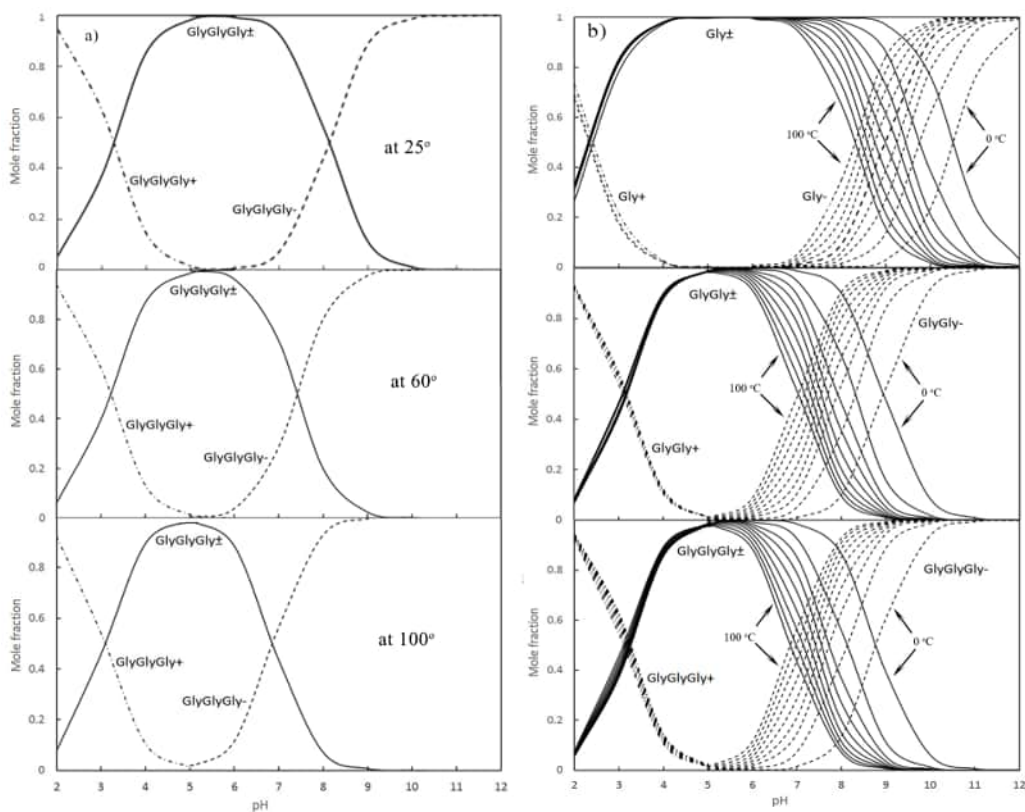 a)
Mole fraction
1
0.8
0.6
0.4
0.2
0
GlyGlyGly±
at 25°
GlyGlyGly+
GlyGlyGly-
Mole fraction
0.8
0.6
0.4
0.2
0
GlyGlyGly±
at 60°
GlyGlyGly+
GlyGlyGly-
Mole fraction
0.8
0.6
0.4
0.2
0
GlyGlyGly±
at 100°
GlyGlyGly+
GlyGlyGly-
2 3 4 5 6 7 8 9 10 11 12
pH
b)
Mole fraction
1
0.8
0.6
0.4
0.2
0
Gly±
100 °C
0 °C
Gly+
Gly-
Mole fraction
0.8
0.6
0.4
0.2
0
GlyGly±
GlyGly-
100 °C
0 °C
GlyGly+
Mole fraction
0.8
0.6
0.4
0.2
0
GlyGlyGly±
GlyGlyGly-
100 °C
0 °C
GlyGlyGly+
2 3 4 5 6 7 8 9 10 11 12
pH